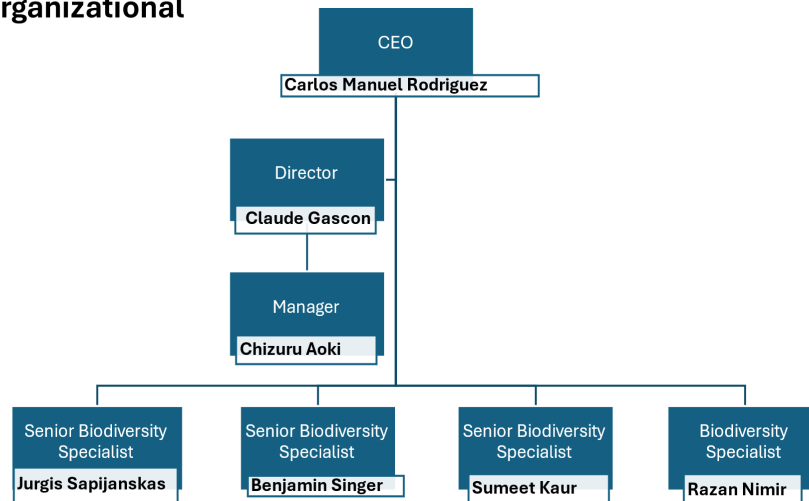 rganizational
CEO
Carlos Manuel Rodriguez
Director
Claude Gascon
Manager
Chizuru Aoki
Senior Biodiversity
Specialist
Jurgis Sapijanskas
Senior Biodiversity
Specialist
Benjamin Singer
Senior Biodiversity
Specialist
Sumeet Kaur
Biodiversity
Specialist
Razan Nimir